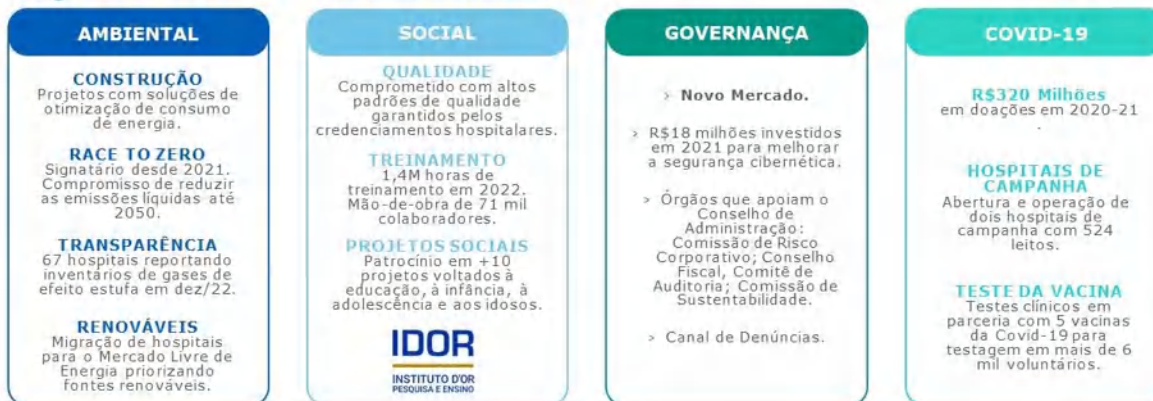 AMBIENTAL
CONSTRUÇÃO
Projetos com soluções de
otimização de consumo
de energia.
RACE TO ZERO
Signatário desde 2021.
Compromisso de reduzir
as emissões líquidas até
2050.
TRANSPARÊNCIA
67 hospitais reportando
inventários de gases de
efeito estufa em dez/22.
RENOVÁVEIS
Migração de hospitais
para o Mercado Livre de
Energia priorizando
fontes renováveis.
SOCIAL
QUALIDADE
Comprometido com altos
padrões de qualidade
garantidos pelos
credenciamentos hospitalares.
TREINAMENTO
1,4M horas de
treinamento em 2022.
Mão-de-obra de 71 mil
colaboradores.
PROJETOS SOCIAIS
Patrocínio em +10
projetos voltados à
educação, à infância, à
adolescência e aos idosos.
IDOR
INSTITUTO D'OR
PESQUISA E ENSINO
GOVERNANÇA
> Novo Mercado.
> R$18 milhões investidos
em 2021 para melhorar
a segurança cibernética.
> Órgãos que apoiam o
Conselho de
Administração:
Comissão de Risco
Corporativo; Conselho
Fiscal, Comitê de
Auditoria; Comissão de
Sustentabilidade.
> Canal de Denúncias.
COVID-19
R$320 Milhões
em doações em 2020-21
.
HOSPITAIS DE
CAMPANHA
Abertura e operação de
dois hospitais de
campanha com 524
leitos.
TESTE DA VACINA
Testes clínicos em
parceria com 5 vacinas
da Covid-19 para
testagem em mais de 6
mil voluntários.